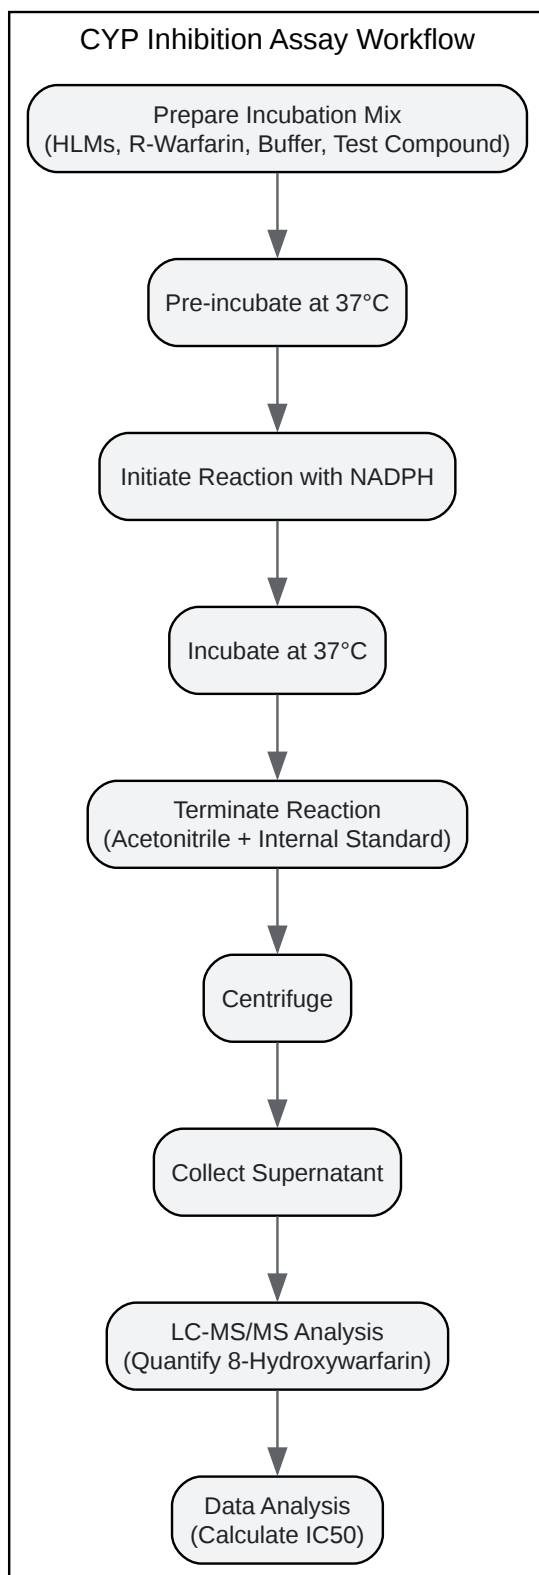 CYP Inhibition Assay Workflow
Prepare Incubation Mix
(HLMs, R-Warfarin, Buffer, Test Compound)
Pre-incubate at 37°C
Initiate Reaction with NADPH
Incubate at 37°C
Terminate Reaction
(Acetonitrile + Internal Standard)
Centrifuge
Collect Supernatant
LC-MS/MS Analysis
(Quantify 8-Hydroxywarfarin)
Data Analysis
(Calculate IC50)